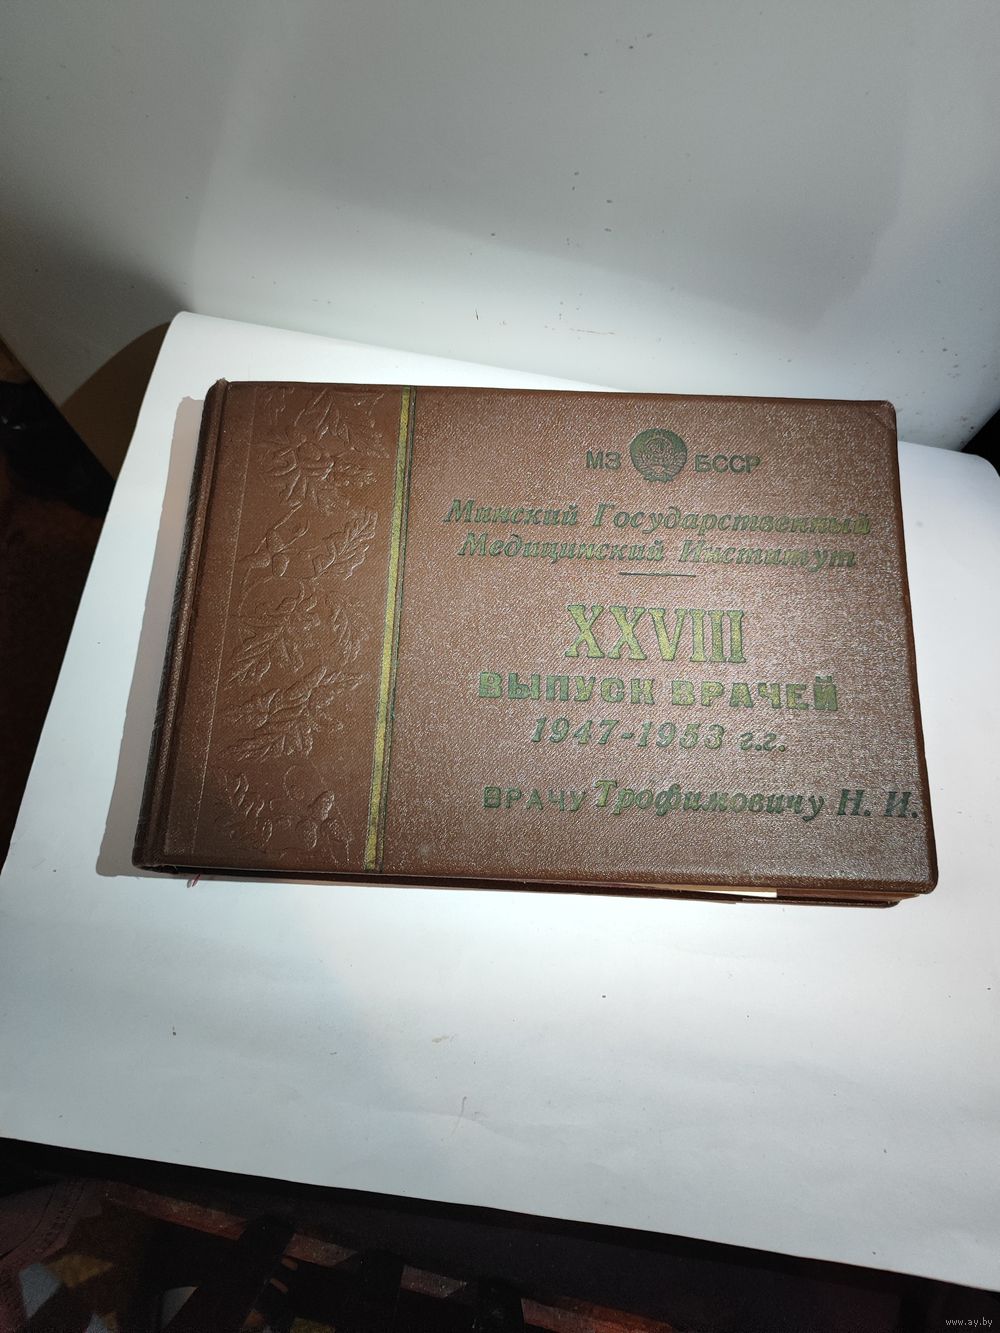 МЗ БССР
Минский Государственный
Медицинский Институт
XXVIII
ВЫПУСК ВРАЧЕЙ
1947-1953 г.г.
ВРАЧУ Трофимовичу Н. И.
www.ay.by